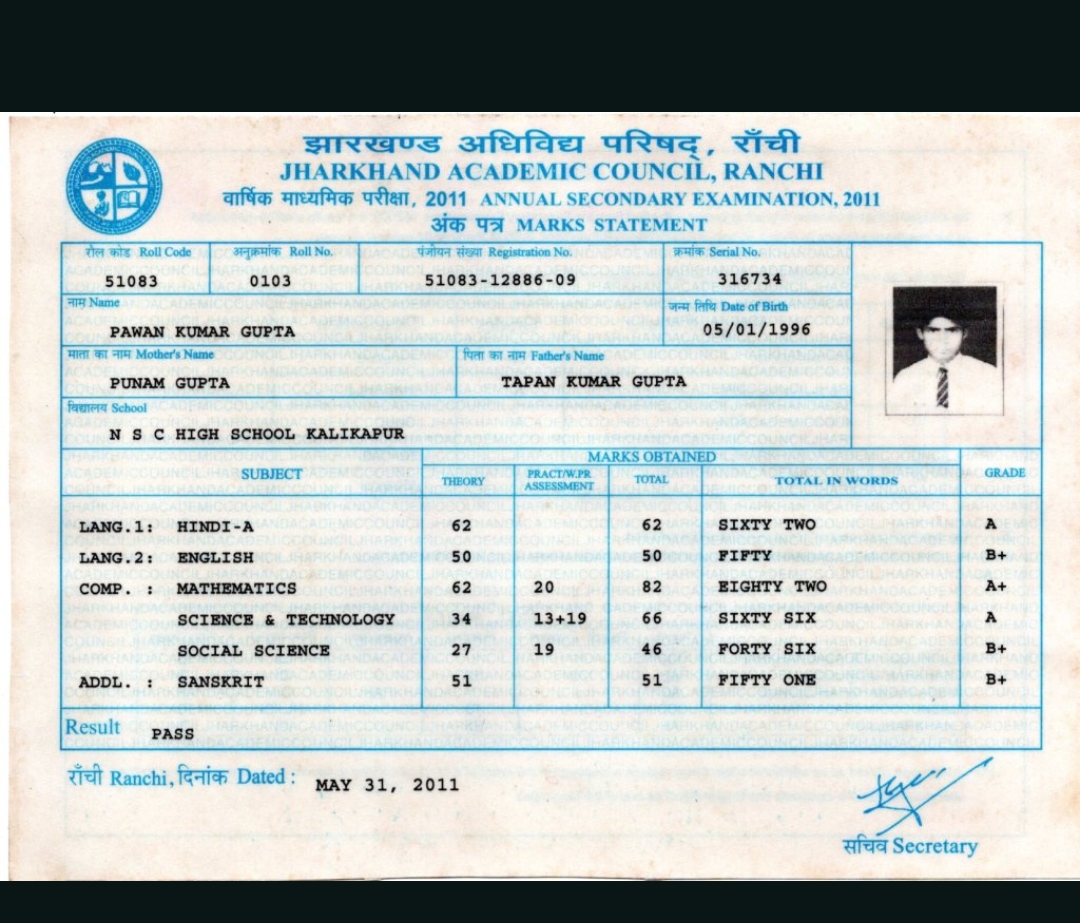 झारखण्ड अधिविद्य परिषद्, राँची
JHARKHAND ACADEMIC COUNCIL, RANCHI
वार्षिक माध्यमिक परीक्षा, 2011 ANNUAL SECONDARY EXAMINATION, 2011
अंक पत्र MARKS STATEMENT
रौल कोड Roll Code अनुक्रमांक Roll No. पंजीयन संख्या Registration No. क्रमांक Serial No.
51083 0103 51083-12886-09 316734
नाम Name जन्म तिथि Date of Birth
PAWAN KUMAR GUPTA 05/01/1996
माता का नाम Mother's Name पिता का नाम Father's Name
PUNAM GUPTA TAPAN KUMAR GUPTA
विद्यालय School
N S C HIGH SCHOOL KALIKAPUR
MARKS OBTAINED
SUBJECT THEORY PRACT/W.PR ASSESSMENT TOTAL TOTAL IN WORDS GRADE
LANG.1: HINDI-A 62 62 SIXTY TWO A
LANG.2: ENGLISH 50 50 FIFTY B+
COMP. : MATHEMATICS 62 20 82 EIGHTY TWO A+
SCIENCE & TECHNOLOGY 34 13+19 66 SIXTY SIX A
SOCIAL SCIENCE 27 19 46 FORTY SIX B+
ADDL. : SANSKRIT 51 51 FIFTY ONE B+
Result PASS
राँची Ranchi, दिनांक Dated : MAY 31, 2011
सचिव Secretary